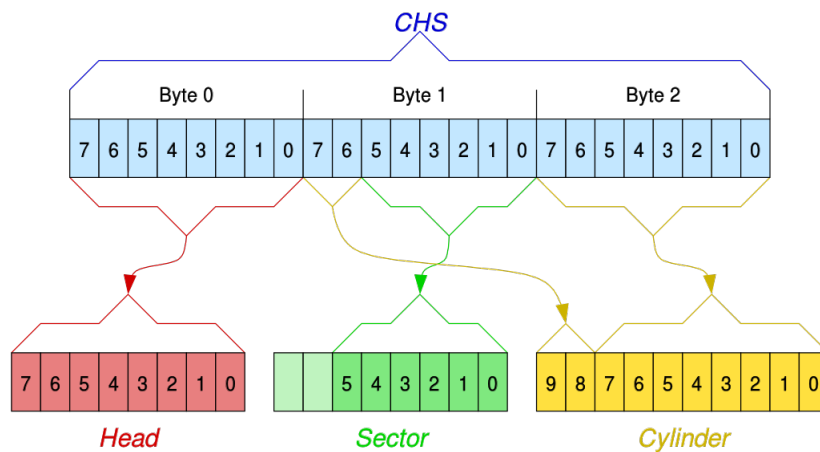 CHS
Byte 0 Byte 1 Byte 2
7 6 5 4 3 2 1 0 7 6 5 4 3 2 1 0 7 6 5 4 3 2 1 0
7 6 5 4 3 2 1 0 5 4 3 2 1 0 9 8 7 6 5 4 3 2 1 0
Head Sector Cylinder